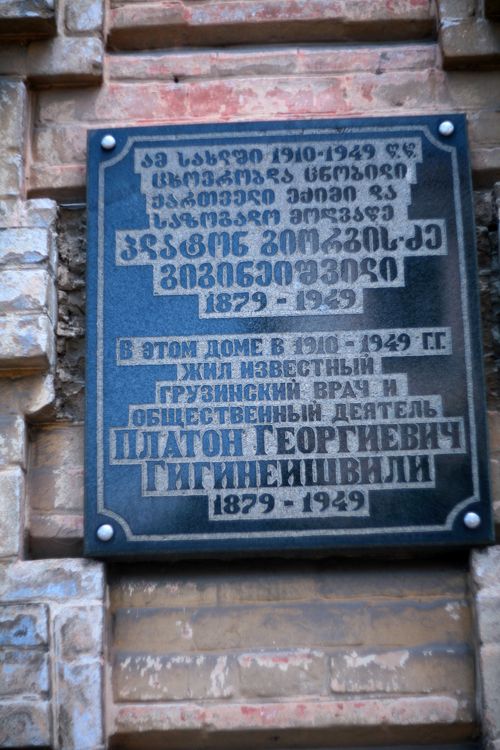 ამ სახლში 1910-1949 წ.წ.
ცხოვრობდა ცნობილი
ქართველი ექიმი და
საზოგადო მოღვაწე
პლატონ გიორგის-ძე
გიგინეიშვილი
1879 - 1949
В ЭТОМ ДОМЕ В 1910 - 1949 Г.Г.
ЖИЛ ИЗВЕСТНЫЙ
ГРУЗИНСКИЙ ВРАЧ И
ОБЩЕСТВЕННЫЙ ДЕЯТЕЛЬ
ПЛАТОН ГЕОРГИЕВИЧ
ГИГИНЕИШВИЛИ
1879 - 1949